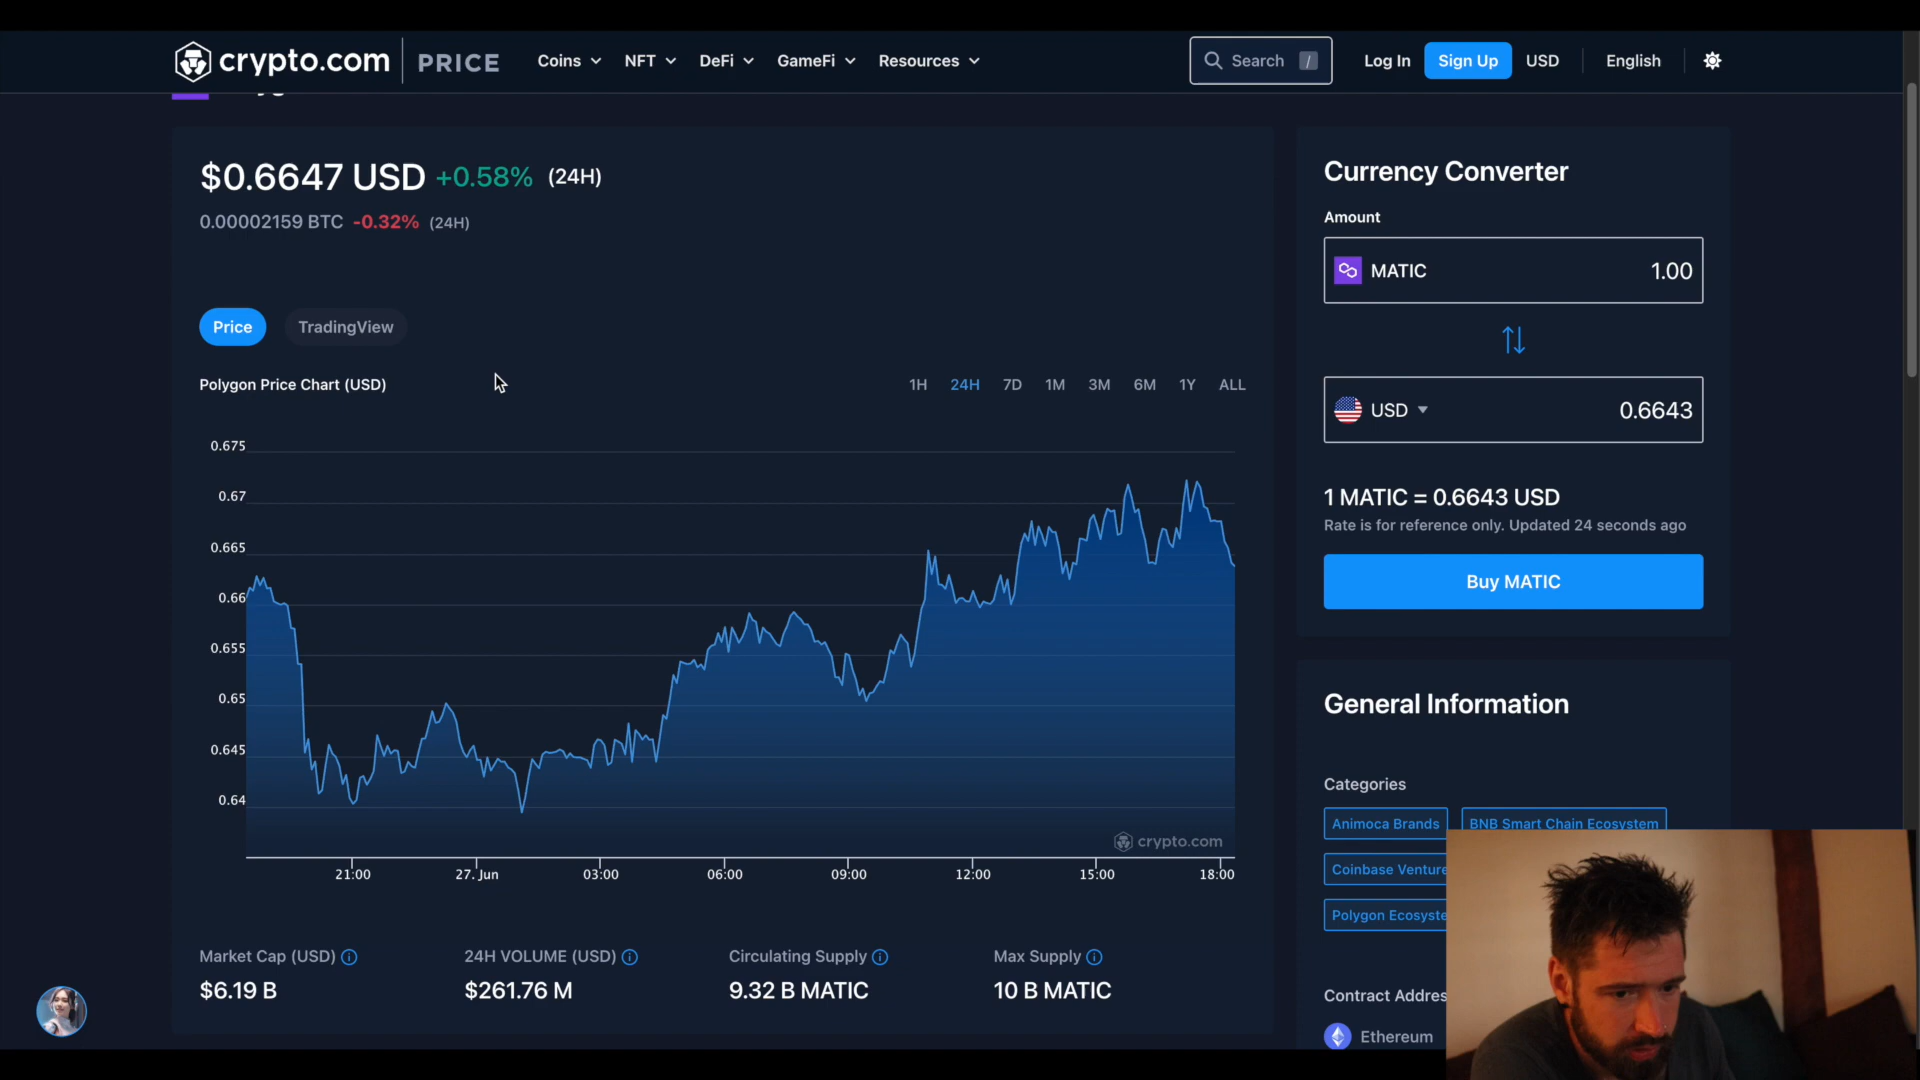 crypto.com | PRICE Coins NFT DeFi GameFi Resources Search / Log In Sign Up USD English
$0.6647 USD +0.58% (24H)
0.00002159 BTC -0.32% (24H)
Price TradingView
Polygon Price Chart (USD) 1H 24H 7D 1M 3M 6M 1Y ALL
0.675
0.67
0.665
0.66
0.655
0.65
0.645
0.64
crypto.com
21:00 27. Jun 03:00 06:00 09:00 12:00 15:00 18:00
Market Cap (USD) 24H VOLUME (USD) Circulating Supply Max Supply
$6.19 B $261.76 M 9.32 B MATIC 10 B MATIC
Currency Converter
Amount
MATIC 1.00
USD 0.6643
1 MATIC = 0.6643 USD
Rate is for reference only. Updated 24 seconds ago
Buy MATIC
General Information
Categories
Animoca Brands BNB Smart Chain Ecosystem
Coinbase Venture
Polygon Ecosyste
Contract Addres
Ethereum